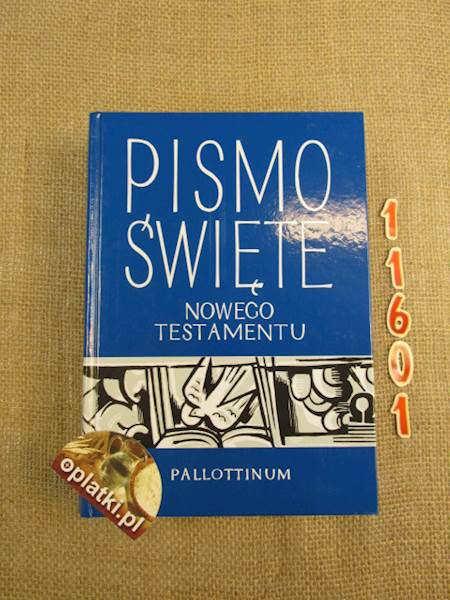 PISMO
ŚWIĘTE
NOWEGO
TESTAMENTU
PALLOTTINUM
oplatki.pl
11601